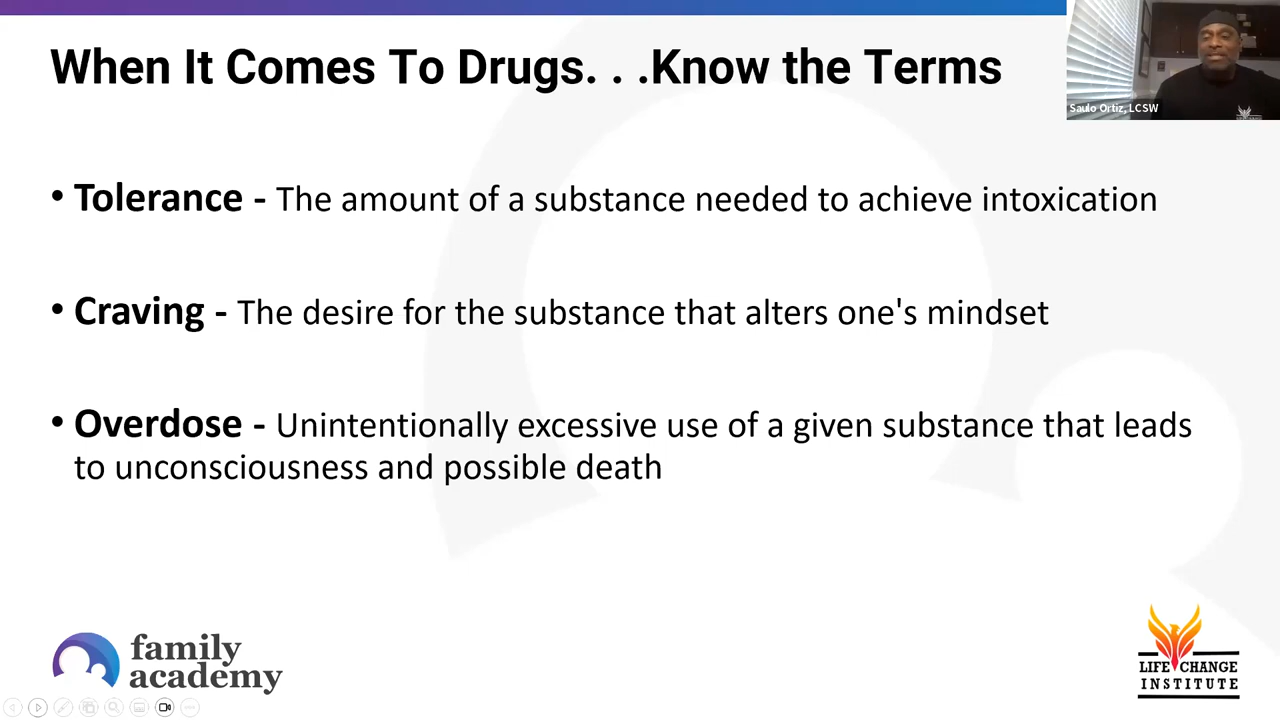 When It Comes To Drugs. . .Know the Terms
Saulo Ortiz, LCSW
• Tolerance - The amount of a substance needed to achieve intoxication
• Craving - The desire for the substance that alters one's mindset
• Overdose - Unintentionally excessive use of a given substance that leads
to unconsciousness and possible death
family
academy
LIFE CHANGE
INSTITUTE